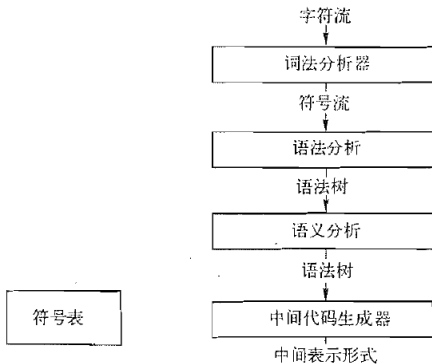 字符流
词法分析器
符号流
语法分析
语法树
语义分析
语法树
符号表
中间代码生成器
中间表示形式